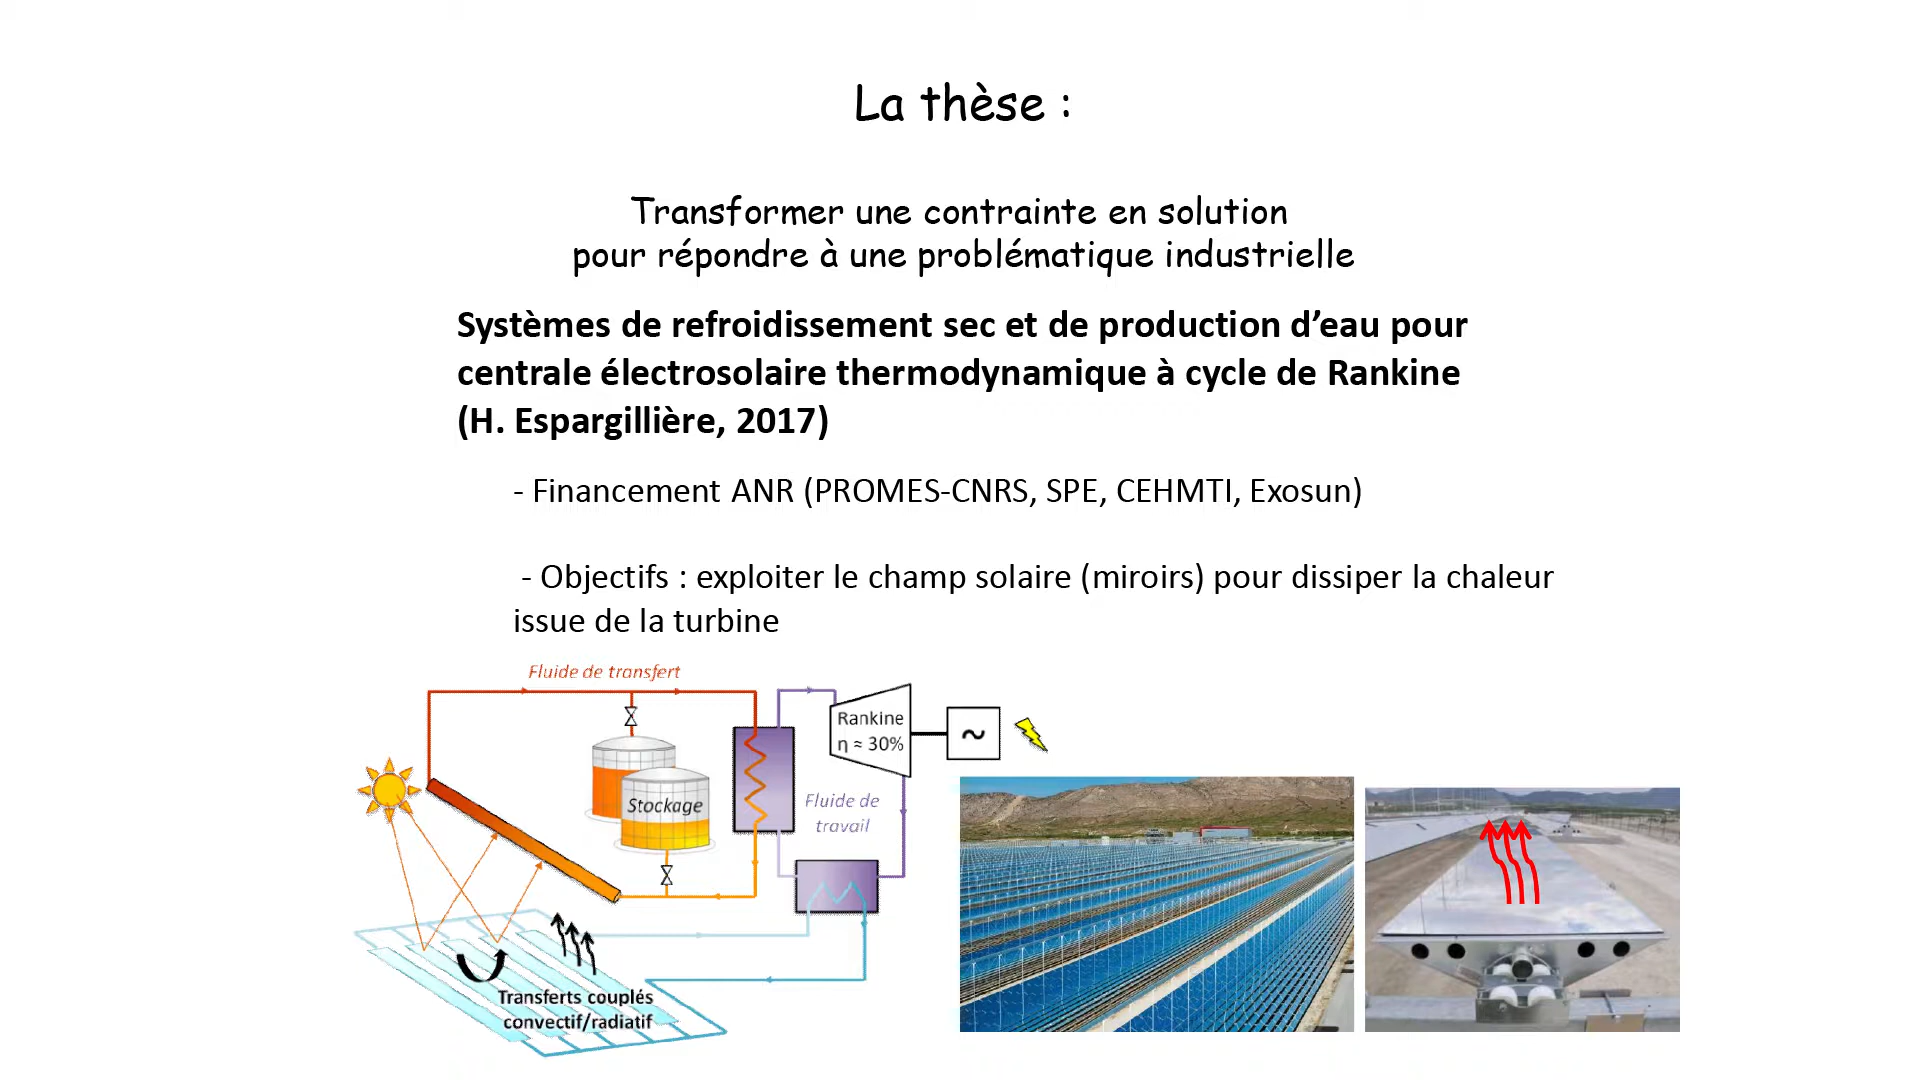 La thèse :
Transformer une contrainte en solution
pour répondre à une problématique industrielle
Systèmes de refroidissement sec et de production d’eau pour
centrale électrosolaire thermodynamique à cycle de Rankine
(H. Espargillière, 2017)
- Financement ANR (PROMES-CNRS, SPE, CEHMTI, Exosun)
- Objectifs : exploiter le champ solaire (miroirs) pour dissiper la chaleur
issue de la turbine
Fluide de transfert
Rankine
η ≈ 30%
~
Stockage
Fluide de
travail
Transferts couplés
convectif/radiatif